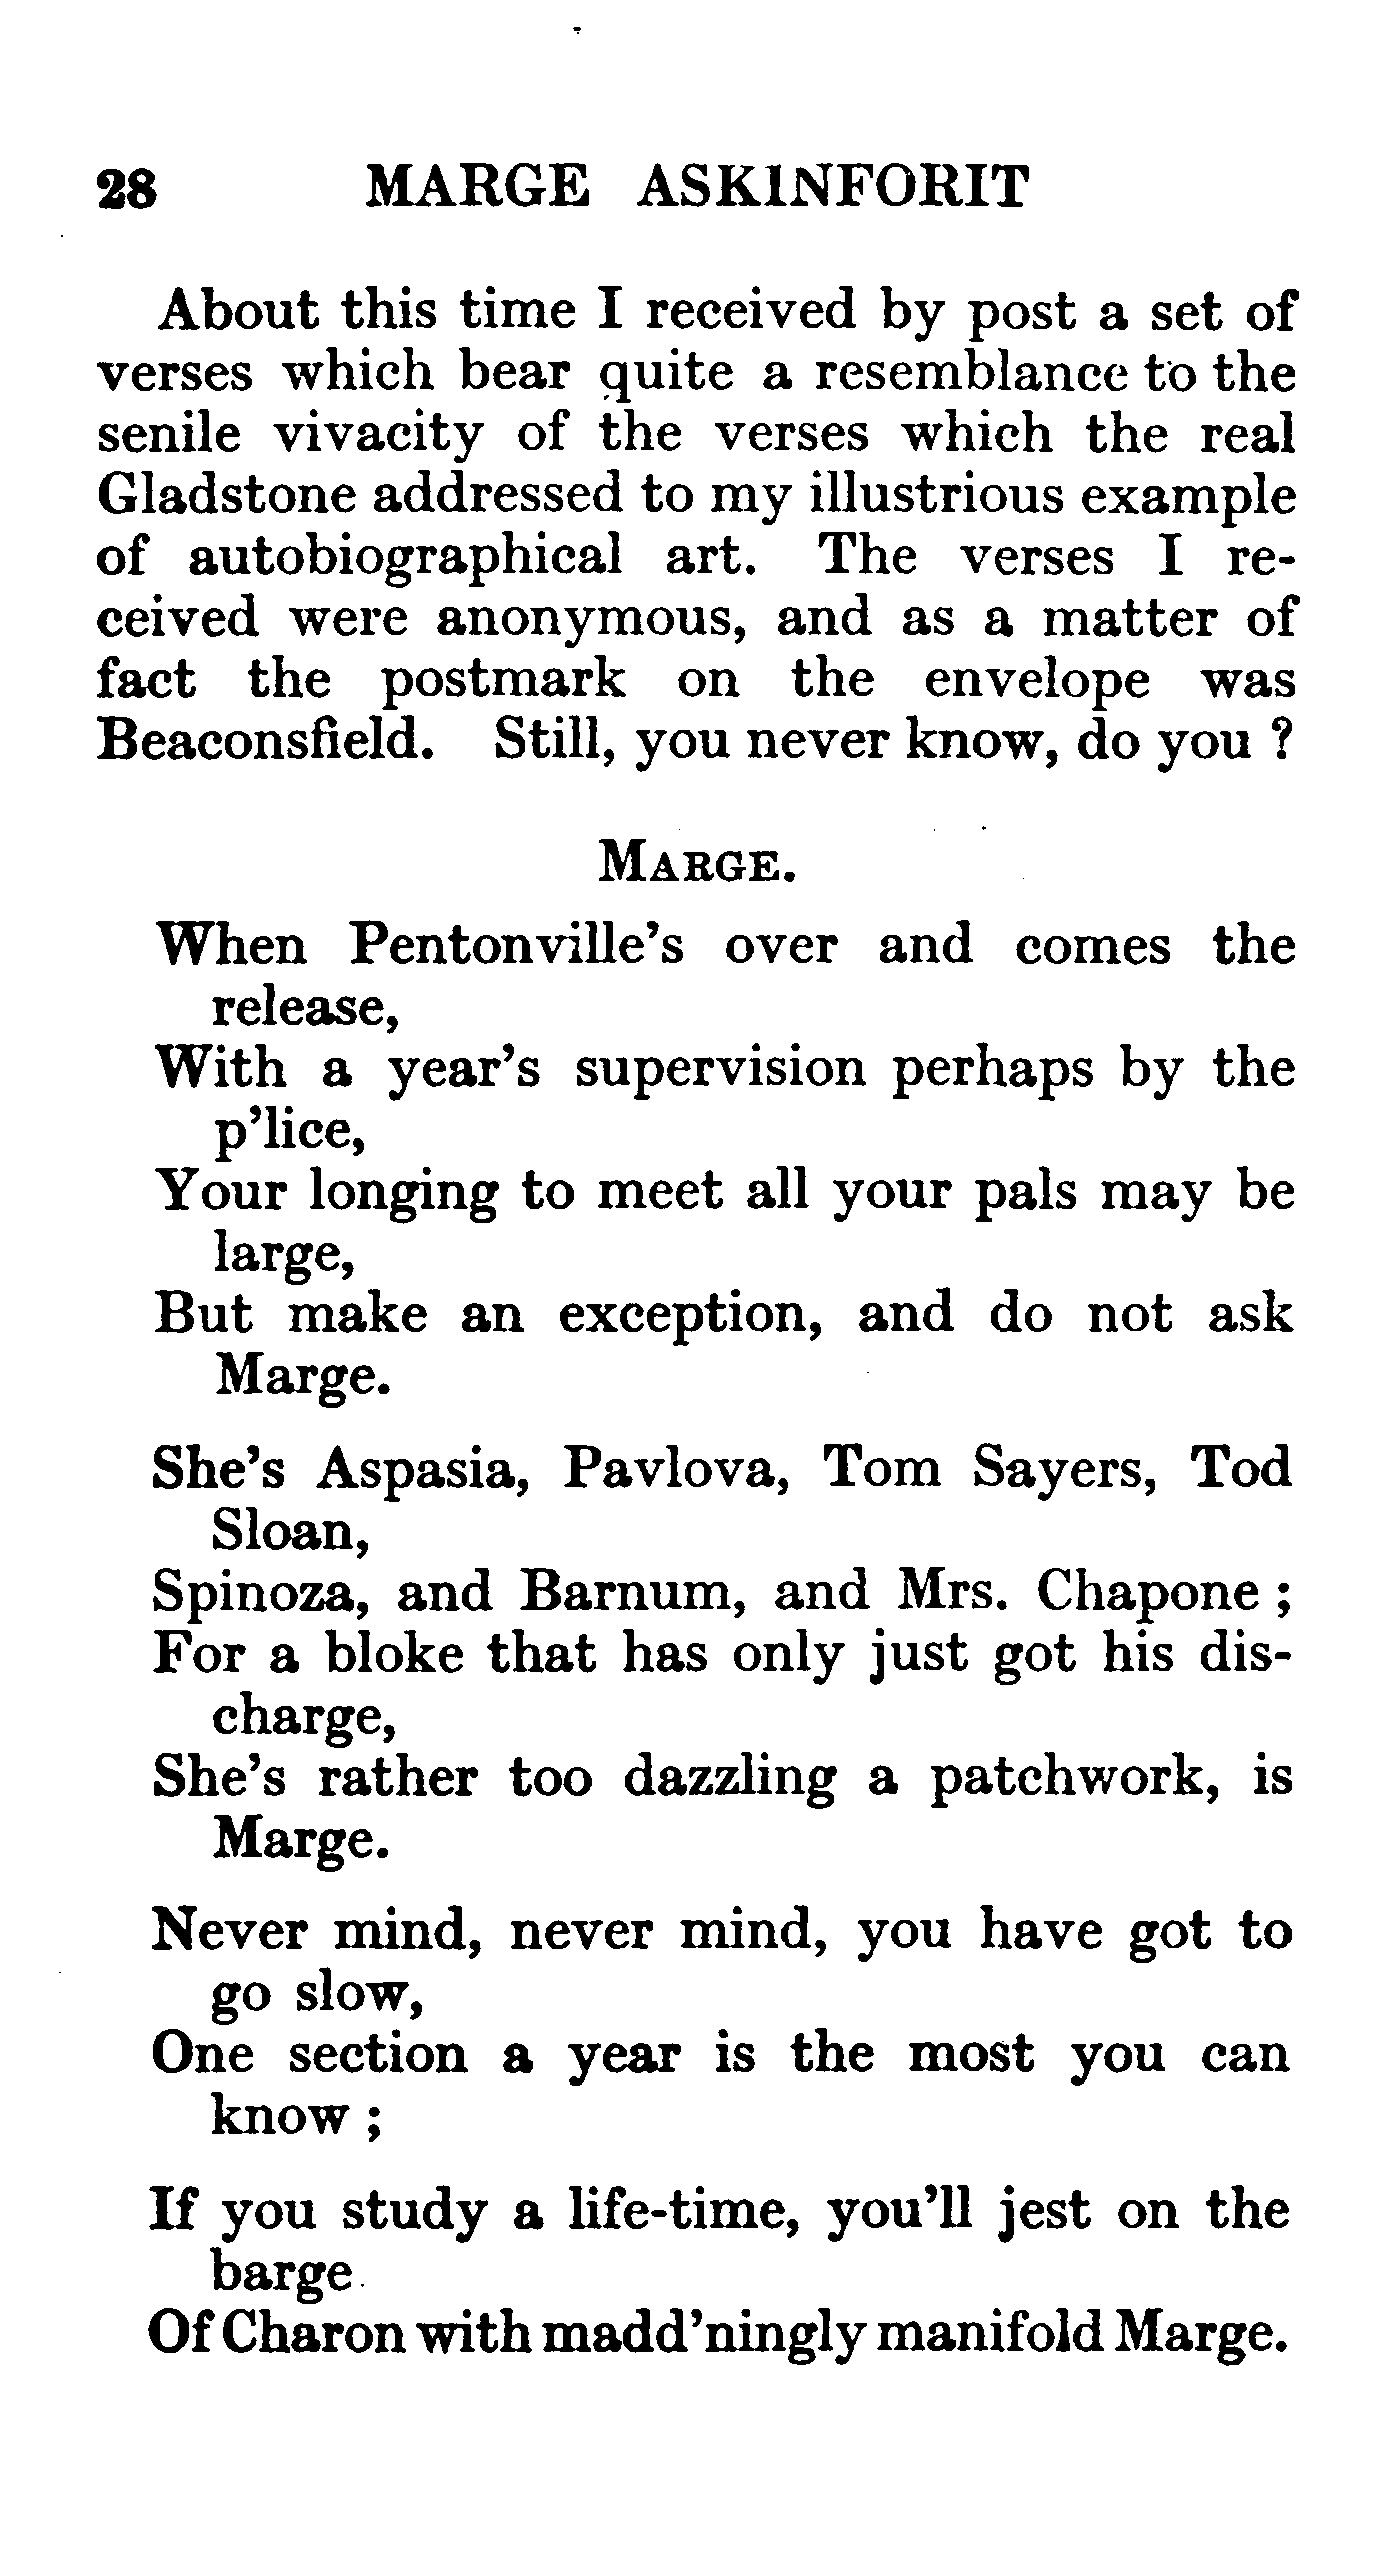 28 MARGE ASKINFORIT
About this time I received by post a set of
verses which bear quite a resemblance to the
senile vivacity of the verses which the real
Gladstone addressed to my illustrious example
of autobiographical art. The verses I re-
ceived were anonymous, and as a matter of
fact the postmark on the envelope was
Beaconsfield. Still, you never know, do you ?
MARGE.
When Pentonville's over and comes the
release,
With a year's supervision perhaps by the
p'lice,
Your longing to meet all your pals may be
large,
But make an exception, and do not ask
Marge.
She's Aspasia, Pavlova, Tom Sayers, Tod
Sloan,
Spinoza, and Barnum, and Mrs. Chapone ;
For a bloke that has only just got his dis-
charge,
She's rather too dazzling a patchwork, is
Marge.
Never mind, never mind, you have got to
go slow,
One section a year is the most you can
know ;
If you study a life-time, you'll jest on the
barge
Of Charon with madd'ningly manifold Marge.